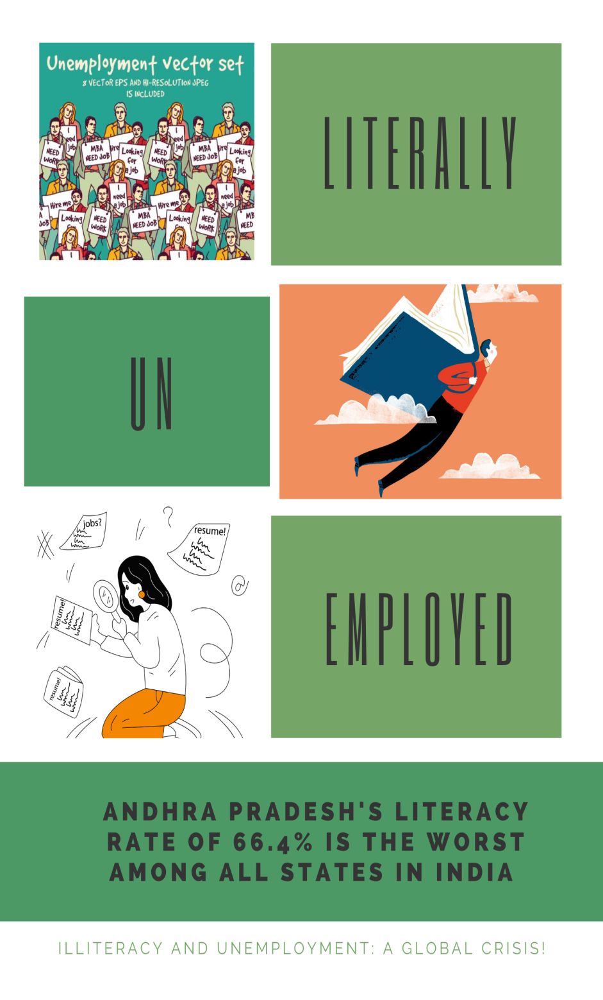 Unemployment vector set
8 VECTOR EPS AND HI-RESOLUTION JPEG
IS INCLUDED
I
need
job
I
need
job
NEED
WORK
MBA
NEED JOB
Hire
Looking
for
a job
NEED
WORK
MBA
NEED JOB
Hire
Looking
for
a job
I
need
a job
I
need
a job
Hire me
Hire me
A
JOB
Looking
NEED
WORK
MBA
NEED JOB
Looking
NEED
WORK
MB
NEED
I
I
LITERALLY
UN
jobs?
resume!
resume!
resume!
@
EMPLOYED
ANDHRA PRADESH'S LITERACY
RATE OF 66.4% IS THE WORST
AMONG ALL STATES IN INDIA
ILLITERACY AND UNEMPLOYMENT: A GLOBAL CRISIS!